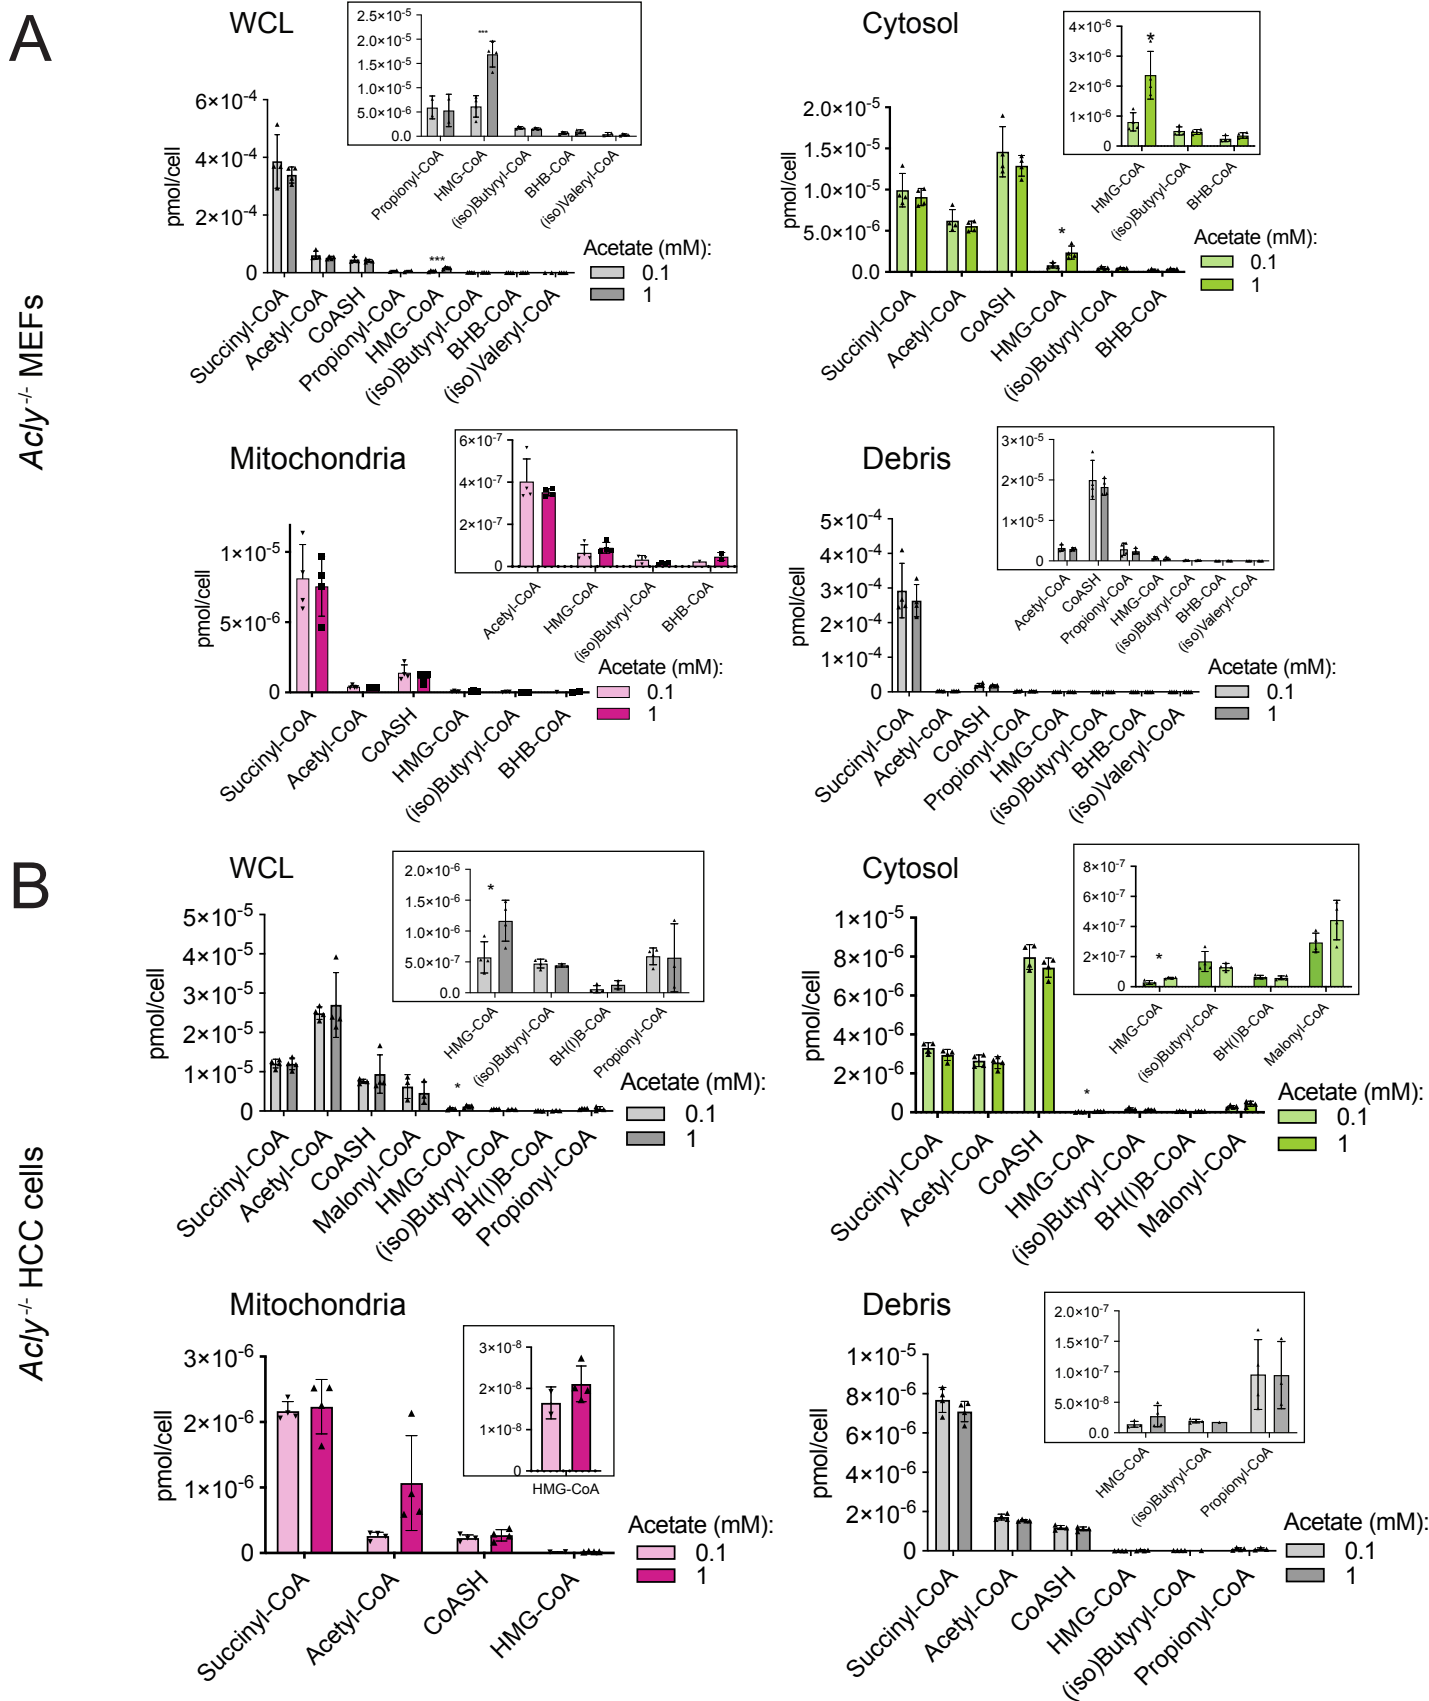 A
Acly-/- MEFs
WCL
pmol/cell
6×10-4
4×10-4
2×10-4
0
Succinyl-CoA
Acetyl-CoA
CoASH
Propionyl-CoA
HMG-CoA
(iso)Butyryl-CoA
BHB-CoA
(iso)Valeryl-CoA
***
2.5×10-5
2.0×10-5
1.5×10-5
1.0×10-5
5.0×10-6
0.0
***
Propionyl-CoA
HMG-CoA
(iso)Butyryl-CoA
BHB-CoA
(iso)Valeryl-CoA
Acetate (mM):
0.1
1
Cytosol
pmol/cell
2.0×10-5
1.5×10-5
1.0×10-5
5.0×10-6
0.0
*
Succinyl-CoA
Acetyl-CoA
CoASH
HMG-CoA
(iso)Butyryl-CoA
BHB-CoA
4×10-6
3×10-6
2×10-6
1×10-6
0
*
HMG-CoA
(iso)Butyryl-CoA
BHB-CoA
Acetate (mM):
0.1
1
Mitochondria
pmol/cell
1×10-5
5×10-6
0
Succinyl-CoA
Acetyl-CoA
CoASH
HMG-CoA
(iso)Butyryl-CoA
BHB-CoA
6×10-7
4×10-7
2×10-7
0
Acetyl-CoA
HMG-CoA
(iso)Butyryl-CoA
BHB-CoA
Acetate (mM):
0.1
1
Debris
pmol/cell
5×10-4
4×10-4
3×10-4
2×10-4
1×10-4
0
Succinyl-CoA
Acetyl-coA
CoASH
Propionyl-CoA
HMG-CoA
(iso)Butyryl-CoA
BHB-CoA
(iso)Valeryl-CoA
3×10-5
2×10-5
1×10-5
0
Acetyl-CoA
CoASH
Propionyl-CoA
HMG-CoA
(iso)Butyryl-CoA
BHB-CoA
(iso)Valeryl-CoA
Acetate (mM):
0.1
1
B
Acly-/- HCC cells
WCL
pmol/cell
5×10-5
4×10-5
3×10-5
2×10-5
1×10-5
0
*
Succinyl-CoA
Acetyl-CoA
CoASH
Malonyl-CoA
HMG-CoA
(iso)Butyryl-CoA
BH(I)B-CoA
Propionyl-CoA
2.0×10-6
1.5×10-6
1.0×10-6
5.0×10-7
0.0
*
HMG-CoA
(iso)Butyryl-CoA
BH(I)B-CoA
Propionyl-CoA
Acetate (mM):
0.1
1
Cytosol
pmol/cell
1×10-5
8×10-6
6×10-6
4×10-6
2×10-6
0
*
Succinyl-CoA
Acetyl-CoA
CoASH
HMG-CoA
(iso)Butyryl-CoA
BH(I)B-CoA
Malonyl-CoA
8×10-7
6×10-7
4×10-7
2×10-7
0
*
HMG-CoA
(iso)Butyryl-CoA
BH(I)B-CoA
Malonyl-CoA
Acetate (mM):
0.1
1
Mitochondria
pmol/cell
3×10-6
2×10-6
1×10-6
0
Succinyl-CoA
Acetyl-CoA
CoASH
HMG-CoA
3×10-8
2×10-8
1×10-8
0
HMG-CoA
Acetate (mM):
0.1
1
Debris
pmol/cell
1×10-5
8×10-6
6×10-6
4×10-6
2×10-6
0
Succinyl-CoA
Acetyl-CoA
CoASH
HMG-CoA
(iso)Butyryl-CoA
Propionyl-CoA
2.0×10-7
1.5×10-7
1.0×10-7
5.0×10-8
0.0
HMG-CoA
(iso)Butyryl-CoA
Propionyl-CoA
Acetate (mM):
0.1
1